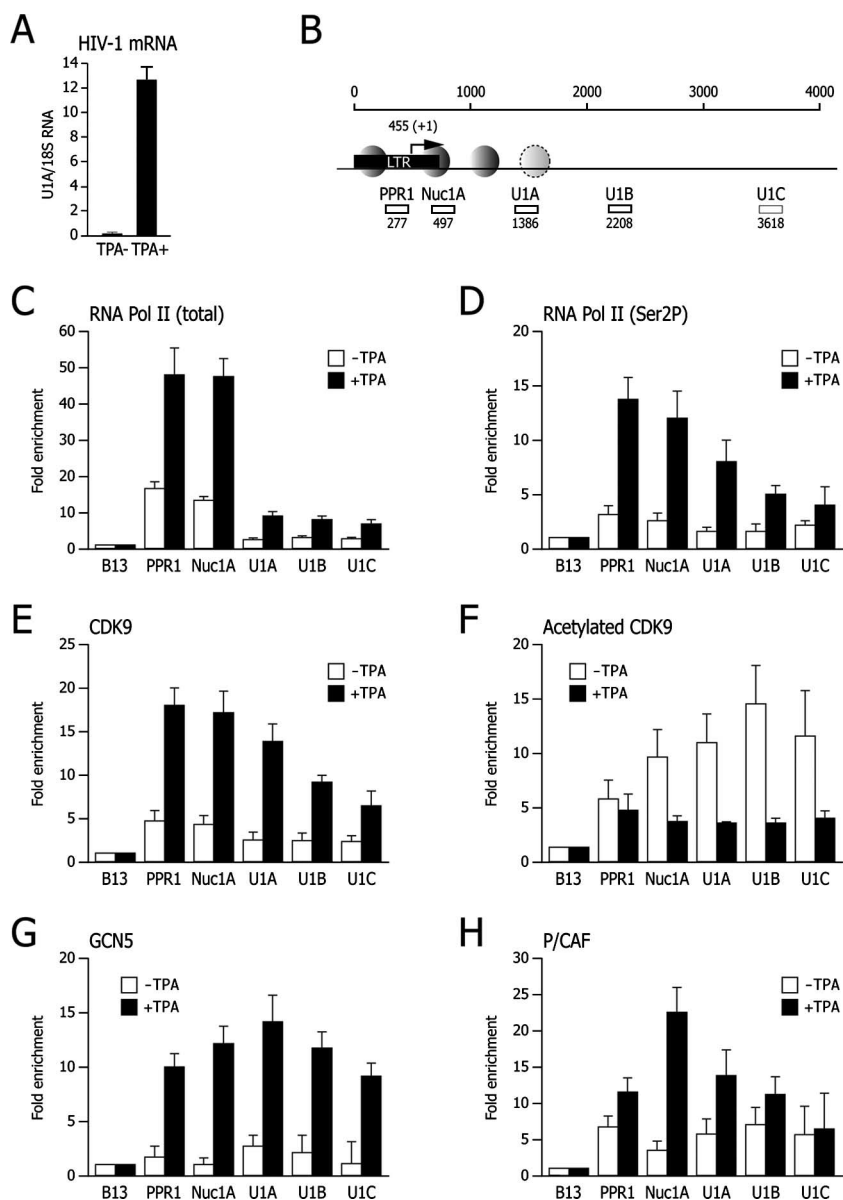 A
HIV-1 mRNA
U1A/18S RNA
14
12
10
8
6
4
2
0
TPA- TPA+
B
0 1000 2000 3000 4000
455 (+1)
LTR
PPR1 Nuc1A U1A U1B U1C
277 497 1386 2208 3618
C
RNA Pol II (total)
Fold enrichment
60
50
40
30
20
10
0
–TPA
+TPA
B13 PPR1 Nuc1A U1A U1B U1C
D
RNA Pol II (Ser2P)
Fold enrichment
20
15
10
5
0
–TPA
+TPA
B13 PPR1 Nuc1A U1A U1B U1C
E
CDK9
Fold enrichment
25
20
15
10
5
0
–TPA
+TPA
B13 PPR1 Nuc1A U1A U1B U1C
F
Acetylated CDK9
Fold enrichment
25
20
15
10
5
0
–TPA
+TPA
B13 PPR1 Nuc1A U1A U1B U1C
G
GCN5
Fold enrichment
20
15
10
5
0
–TPA
+TPA
B13 PPR1 Nuc1A U1A U1B U1C
H
P/CAF
Fold enrichment
30
25
20
15
10
5
0
–TPA
+TPA
B13 PPR1 Nuc1A U1A U1B U1C